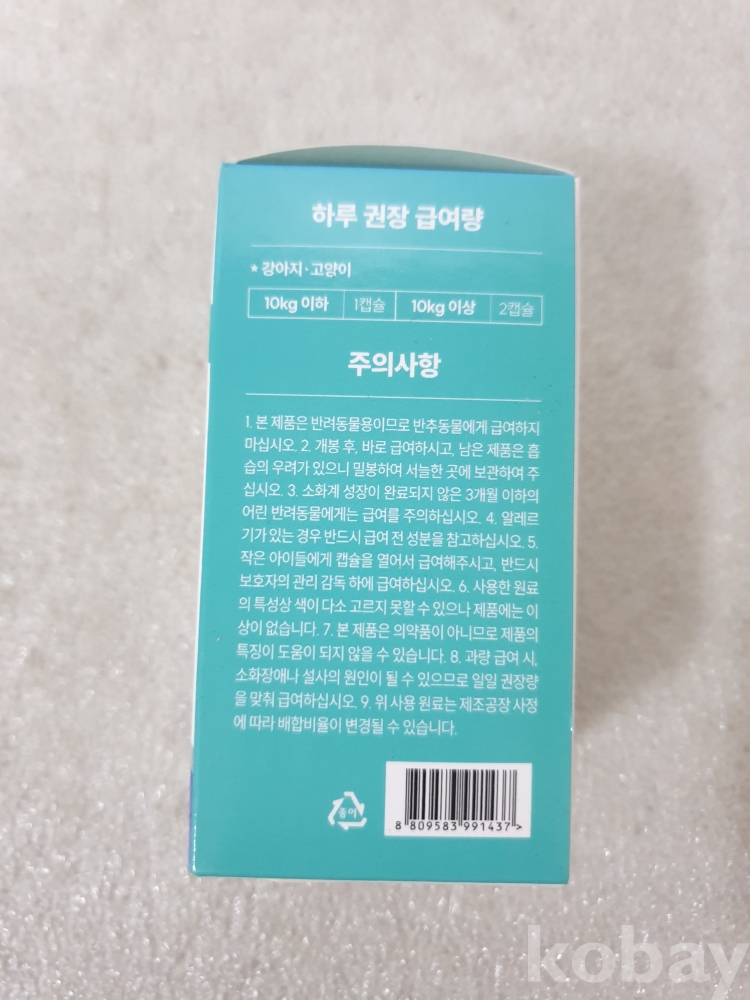 하루 권장 급여량
* 강아지·고양이
10kg 이하 1캡슐 10kg 이상 2캡슐
주의사항
1. 본 제품은 반려동물용이므로 반추동물에게 급여하지
마십시오. 2. 개봉 후, 바로 급여하시고, 남은 제품은 흡
습의 우려가 있으니 밀봉하여 서늘한 곳에 보관하여 주
십시오. 3. 소화계 성장이 완료되지 않은 3개월 이하의
어린 반려동물에게는 급여를 주의하십시오. 4. 알레르
기가 있는 경우 반드시 급여 전 성분을 참고하십시오. 5.
작은 아이들에게 캡슐을 열어서 급여해주시고, 반드시
보호자의 관리 감독 하에 급여하십시오. 6. 사용한 원료
의 특성상 색이 다소 고르지 못할 수 있으나 제품에는 이
상이 없습니다. 7. 본 제품은 의약품이 아니므로 제품의
특징이 도움이 되지 않을 수 있습니다. 8. 과량 급여 시,
소화장애나 설사의 원인이 될 수 있으므로 일일 권장량
을 맞춰 급여하십시오. 9. 위 사용 원료는 제조공장 사정
에 따라 배합비율이 변경될 수 있습니다.
종이
8 809583 991437 >
kobay